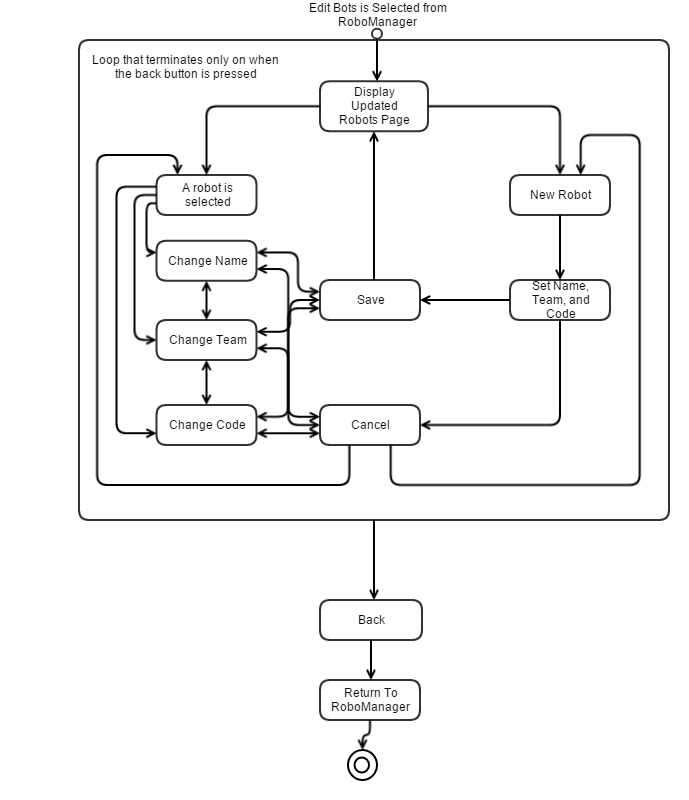 Edit Bots is Selected from
RoboManager
Loop that terminates only on when
the back button is pressed
Display
Updated
Robots Page
A robot is
selected
New Robot
Change Name
Save
Set Name,
Team, and
Code
Change Team
Change Code
Cancel
Back
Return To
RoboManager